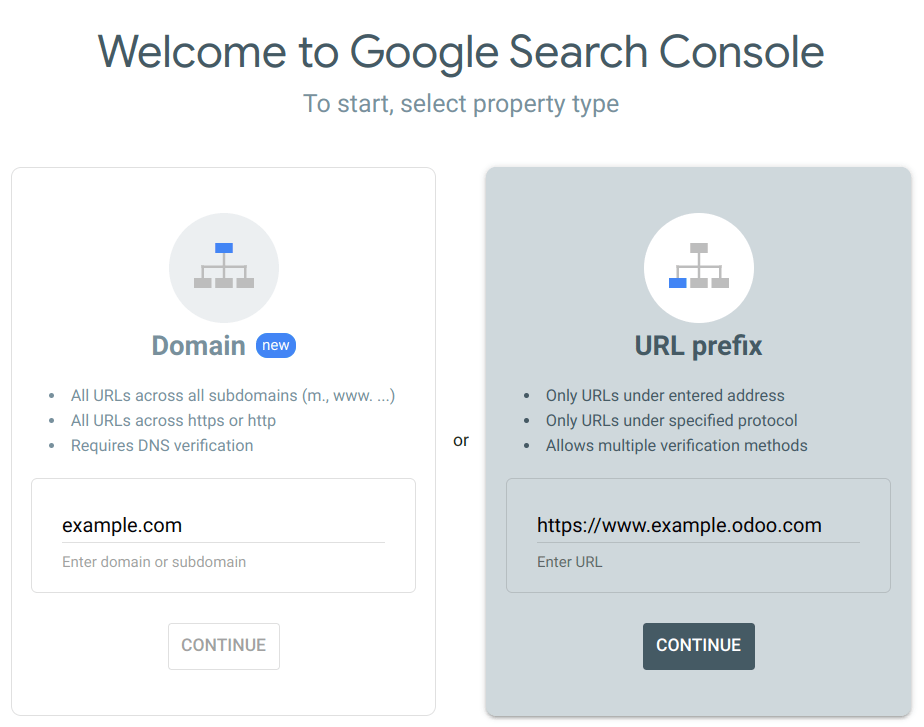 Welcome to Google Search Console
To start, select property type
Domain new
• All URLs across all subdomains (m., www. ...)
• All URLs across https or http
• Requires DNS verification
example.com
Enter domain or subdomain
CONTINUE
or
URL prefix
• Only URLs under entered address
• Only URLs under specified protocol
• Allows multiple verification methods
https://www.example.odoo.com
Enter URL
CONTINUE